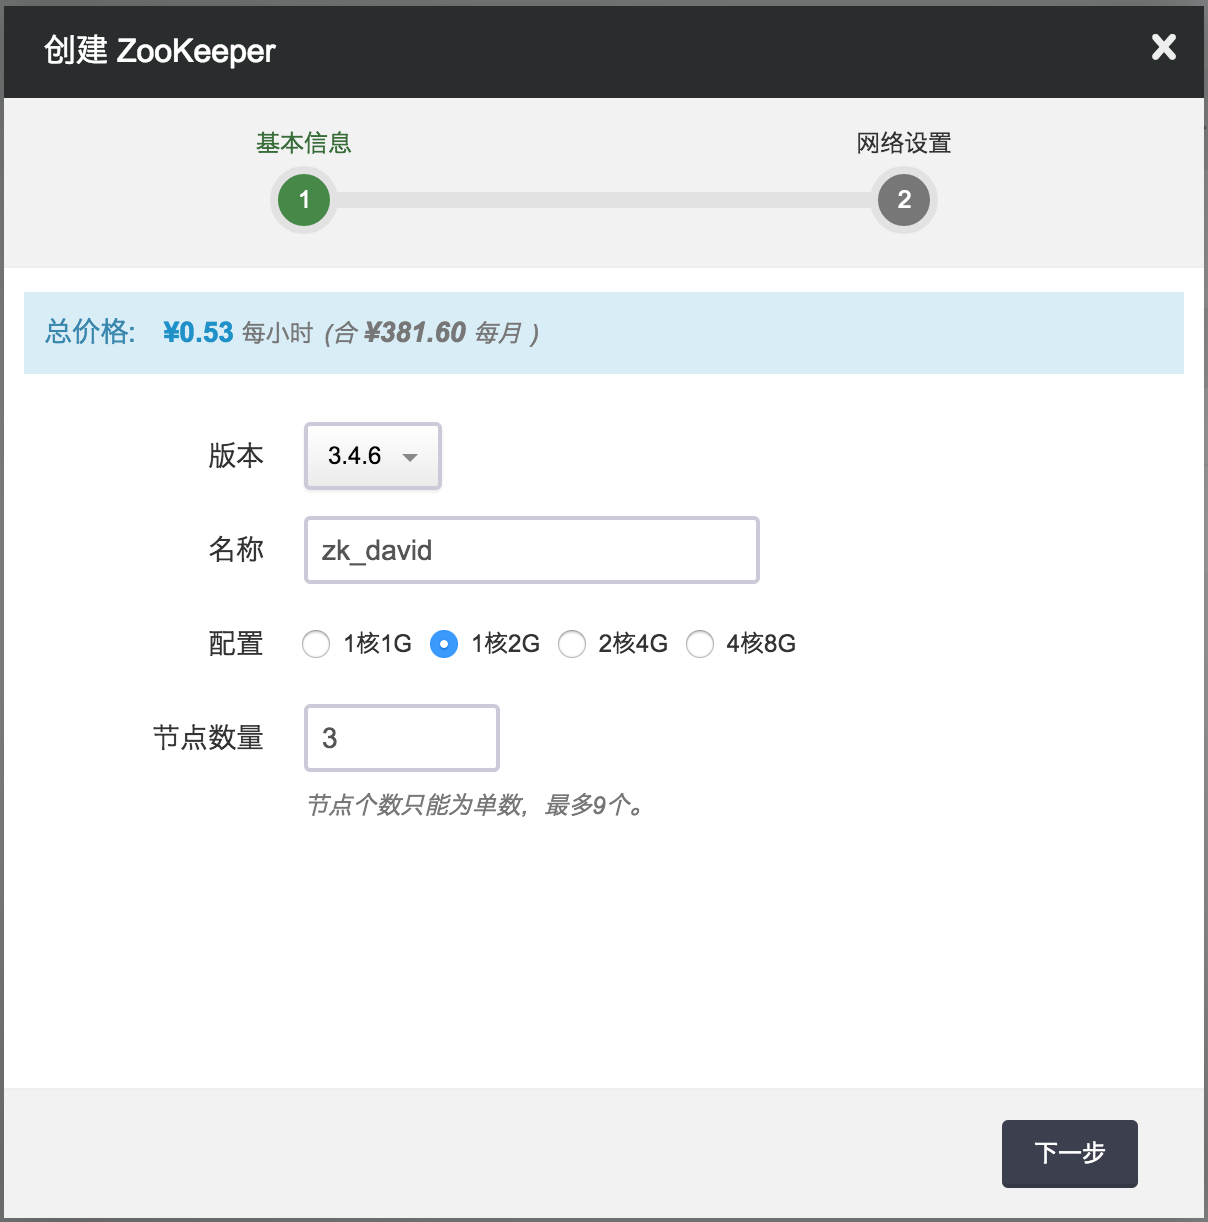 创建 ZooKeeper
基本信息 网络设置
1 2
总价格: ¥0.53 每小时 (合 ¥381.60 每月 )
版本 3.4.6
名称 zk_david
配置 1核1G 1核2G 2核4G 4核8G
节点数量 3
节点个数只能为单数，最多9个。
下一步